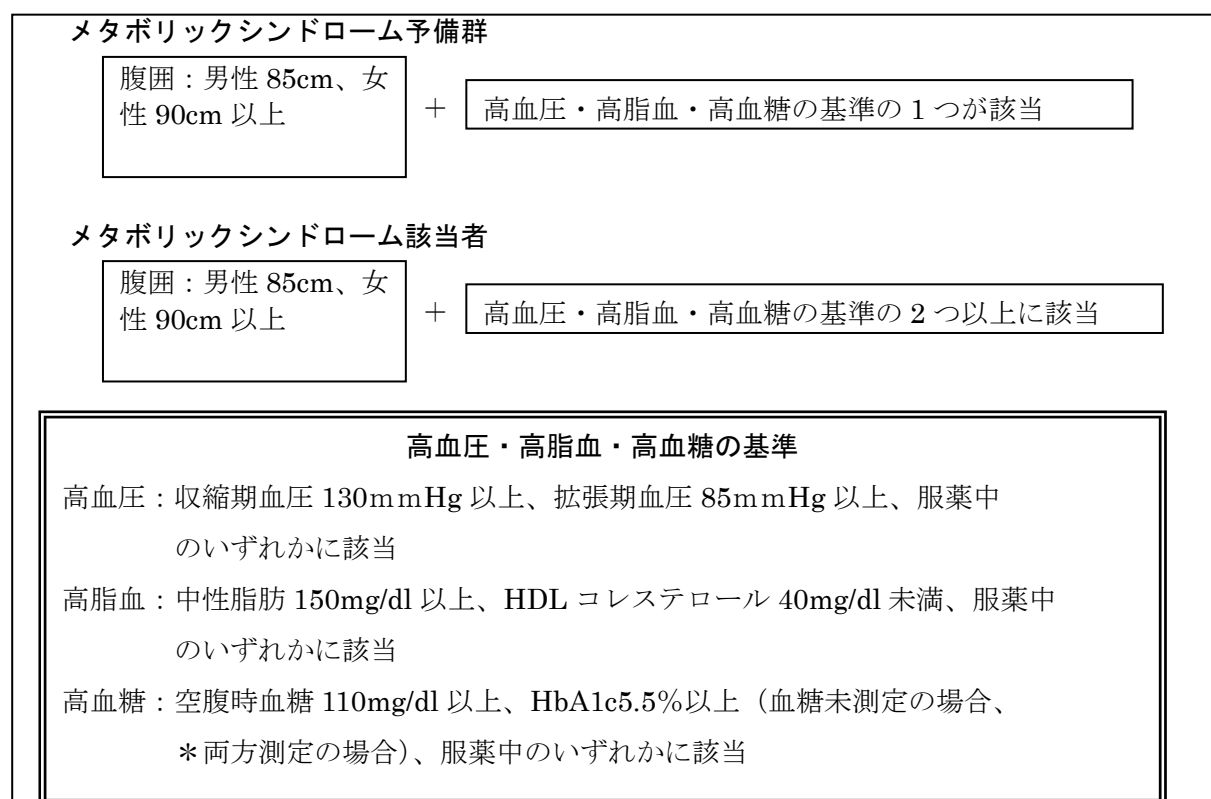 メタボリックシンドローム予備群
腹囲：男性 85cm、女
性 90cm 以上
＋
高血圧・高脂血・高血糖の基準の 1 つが該当
メタボリックシンドローム該当者
腹囲：男性 85cm、女
性 90cm 以上
＋
高血圧・高脂血・高血糖の基準の 2 つ以上に該当
高血圧・高脂血・高血糖の基準
高血圧：収縮期血圧 130ｍｍHg 以上、拡張期血圧 85ｍｍHg 以上、服薬中
のいずれかに該当
高脂血：中性脂肪 150mg/dl 以上、HDL コレステロール 40mg/dl 未満、服薬中
のいずれかに該当
高血糖：空腹時血糖 110mg/dl 以上、HbA1c5.5％以上（血糖未測定の場合、
＊両方測定の場合）、服薬中のいずれかに該当